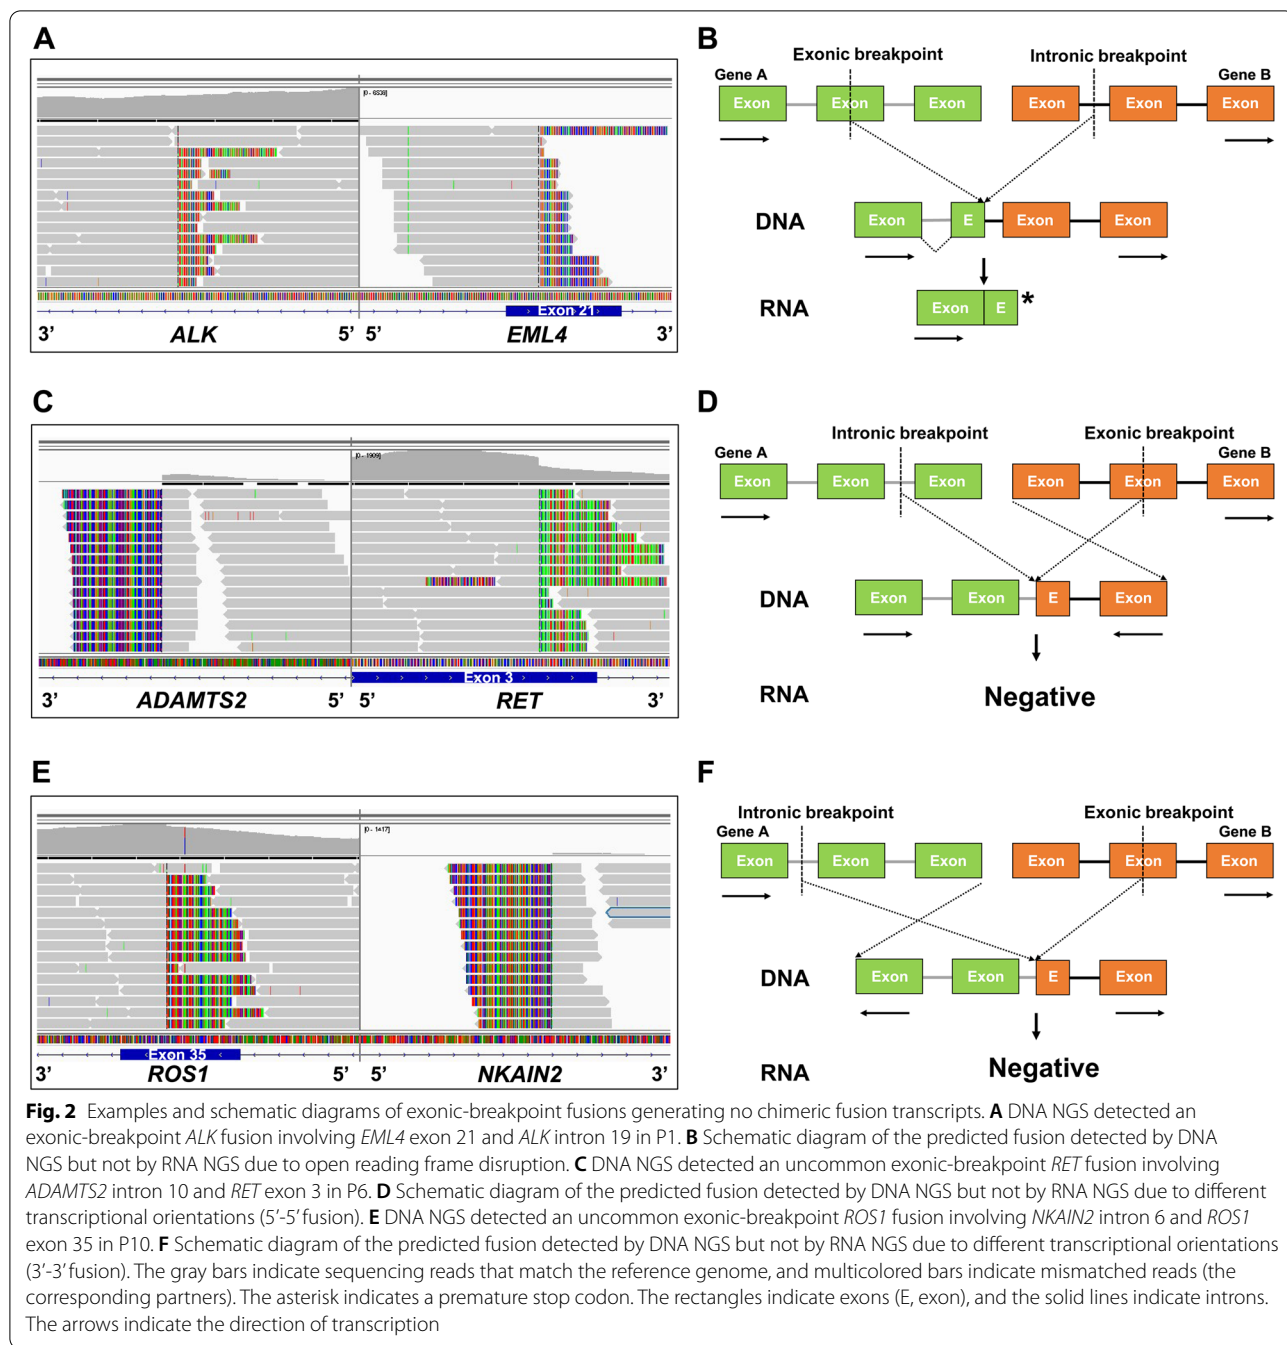 A
[0 - 6536]
Exon 21
3’ ALK 5’ 5’ EML4 3’
B
Exonic breakpoint
Intronic breakpoint
Gene A
Gene B
Exon Exon Exon Exon Exon Exon
DNA
Exon E Exon Exon
RNA
Exon E *
C
[0 - 1909]
Exon 3
3’ ADAMTS2 5’ 5’ RET 3’
D
Intronic breakpoint
Exonic breakpoint
Gene A
Gene B
Exon Exon Exon Exon Exon Exon
DNA
Exon Exon E Exon
RNA
Negative
E
[0 - 1417]
Exon 35
3’ ROS1 5’ 5’ NKAIN2 3’
F
Intronic breakpoint
Exonic breakpoint
Gene A
Gene B
Exon Exon Exon Exon Exon Exon
DNA
Exon Exon E Exon
RNA
Negative
Fig. 2 Examples and schematic diagrams of exonic-breakpoint fusions generating no chimeric fusion transcripts. A DNA NGS detected an
exonic-breakpoint ALK fusion involving EML4 exon 21 and ALK intron 19 in P1. B Schematic diagram of the predicted fusion detected by DNA
NGS but not by RNA NGS due to open reading frame disruption. C DNA NGS detected an uncommon exonic-breakpoint RET fusion involving
ADAMTS2 intron 10 and RET exon 3 in P6. D Schematic diagram of the predicted fusion detected by DNA NGS but not by RNA NGS due to different
transcriptional orientations (5’-5’ fusion). E DNA NGS detected an uncommon exonic-breakpoint ROS1 fusion involving NKAIN2 intron 6 and ROS1
exon 35 in P10. F Schematic diagram of the predicted fusion detected by DNA NGS but not by RNA NGS due to different transcriptional orientations
(3’-3’ fusion). The gray bars indicate sequencing reads that match the reference genome, and multicolored bars indicate mismatched reads (the
corresponding partners). The asterisk indicates a premature stop codon. The rectangles indicate exons (E, exon), and the solid lines indicate introns.
The arrows indicate the direction of transcription